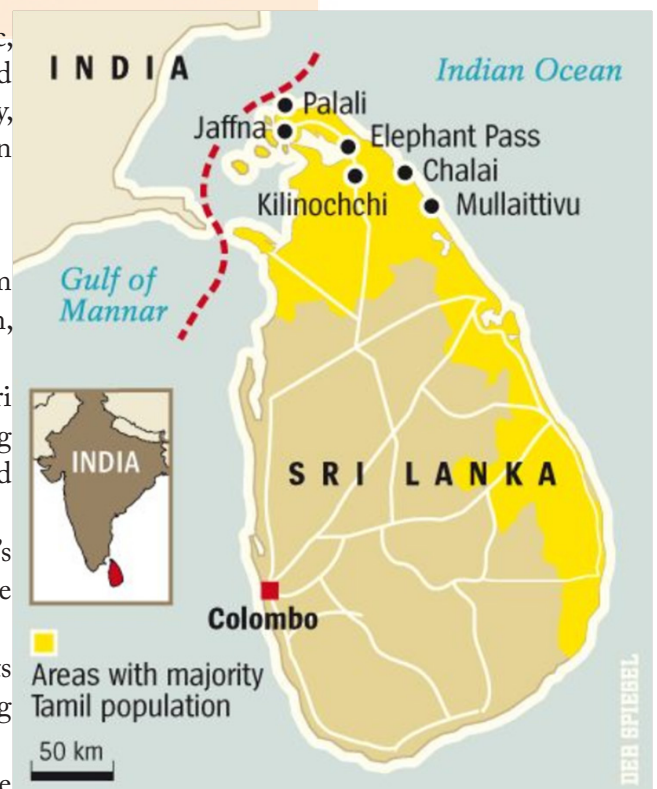 INDIA
Indian Ocean
Palali
Jaffna
Elephant Pass
Chalai
Kilinochchi
Mullaittivu
Gulf of
Mannar
INDIA
SRI LANKA
Colombo
Areas with majority
Tamil population
50 km
DER SPIEGEL